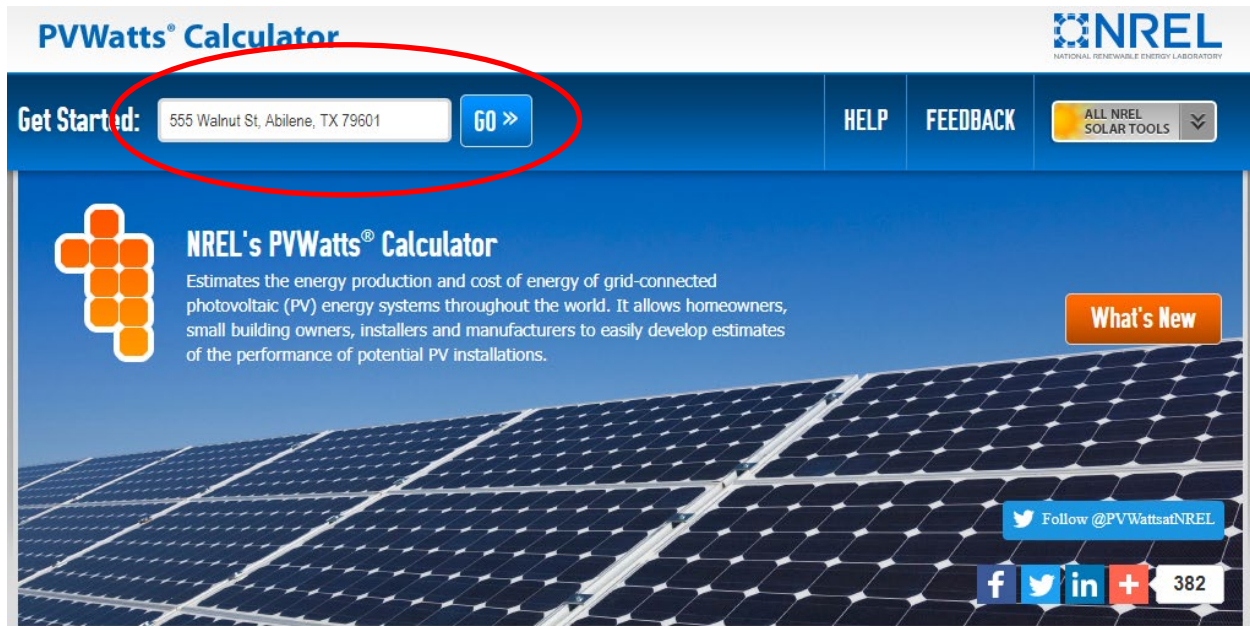 PVWatts® Calculator
NREL
NATIONAL RENEWABLE ENERGY LABORATORY
Get Started:
555 Walnut St, Abilene, TX 79601
GO »
HELP
FEEDBACK
ALL NREL
SOLAR TOOLS
NREL's PVWatts® Calculator
Estimates the energy production and cost of energy of grid-connected
photovoltaic (PV) energy systems throughout the world. It allows homeowners,
small building owners, installers and manufacturers to easily develop estimates
of the performance of potential PV installations.
What's New
Follow @PVWattsatNREL
f
in
+
382